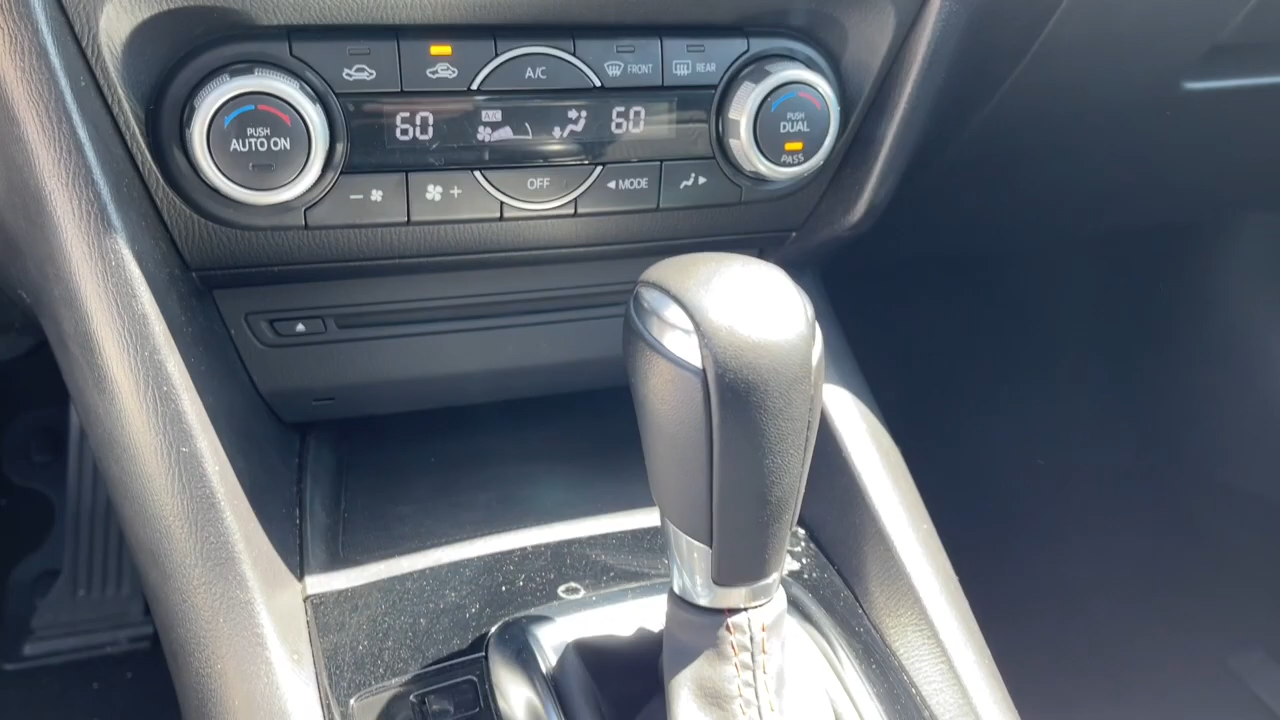 PUSH
AUTO ON
A/C
FRONT
REAR
60
A/C
60
OFF
MODE
PUSH
DUAL
PASS